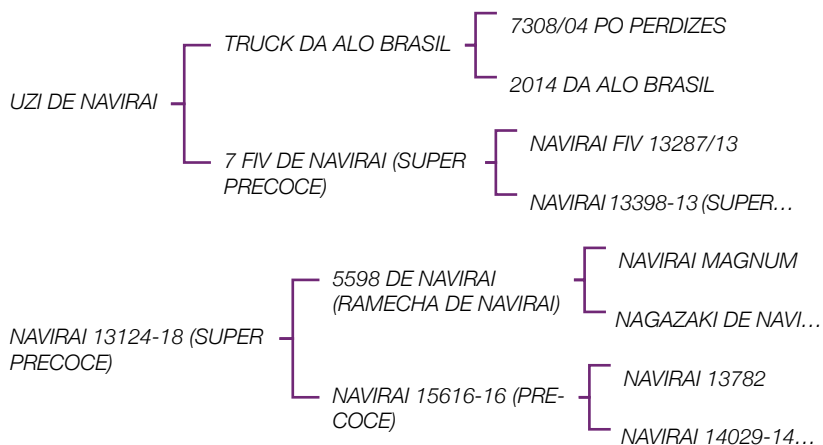 7308/04 PO PERDIZES
TRUCK DA ALO BRASIL
2014 DA ALO BRASIL
UZI DE NAVIRAI
NAVIRAI FIV 13287/13
7 FIV DE NAVIRAI (SUPER
PRECOCE)
NAVIRAI 13398-13 (SUPER…
NAVIRAI MAGNUM
5598 DE NAVIRAI
(RAMECHA DE NAVIRAI)
NAGAZAKI DE NAVI…
NAVIRAI 13124-18 (SUPER
PRECOCE)
NAVIRAI 13782
NAVIRAI 15616-16 (PRE-
COCE)
NAVIRAI 14029-14…